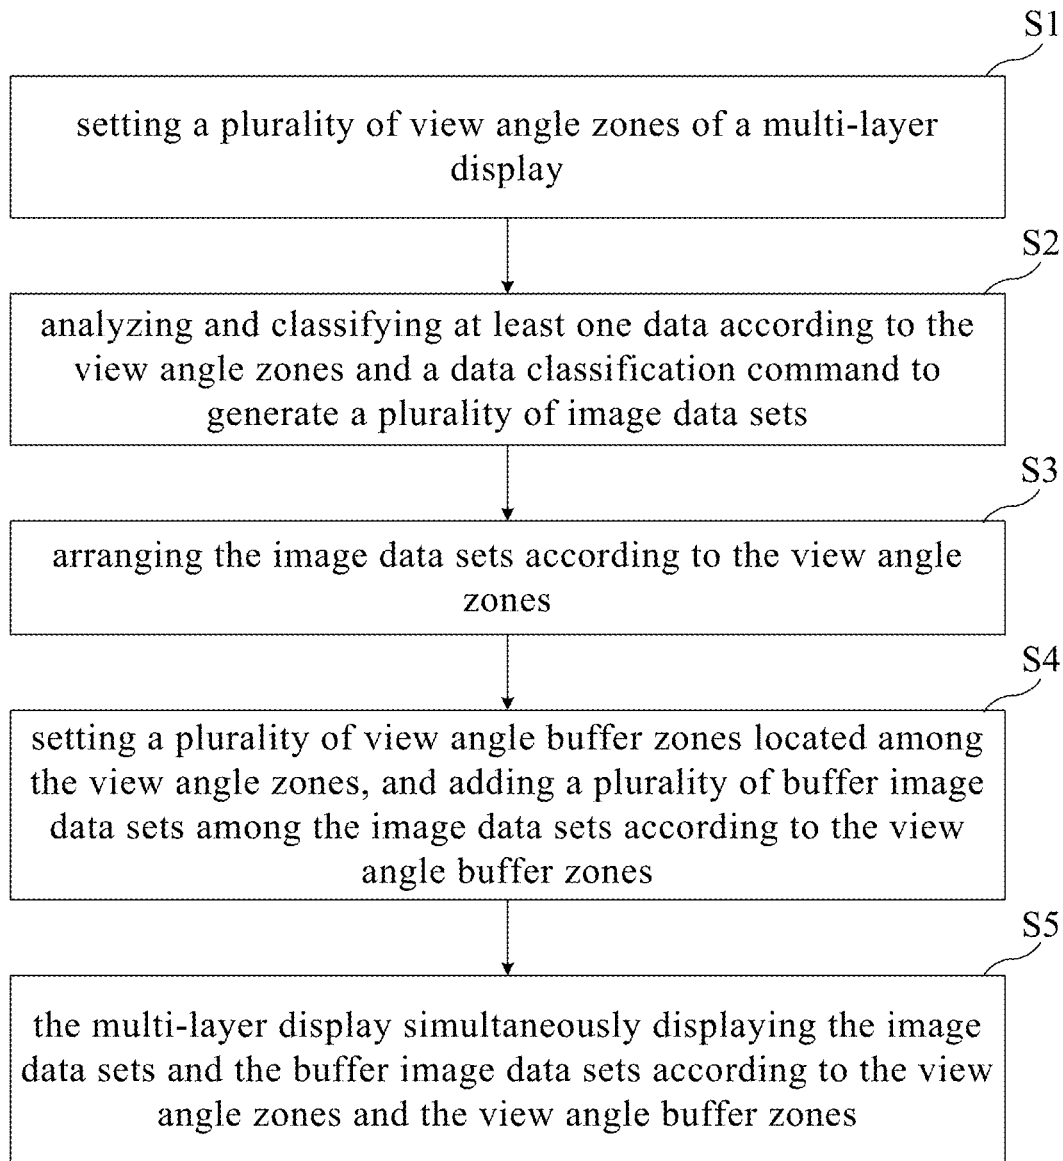 S1
setting a plurality of view angle zones of a multi-layer
display
S2
analyzing and classifying at least one data according to the
view angle zones and a data classification command to
generate a plurality of image data sets
S3
arranging the image data sets according to the view angle
zones
S4
setting a plurality of view angle buffer zones located among
the view angle zones, and adding a plurality of buffer image
data sets among the image data sets according to the view
angle buffer zones
S5
the multi-layer display simultaneously displaying the image
data sets and the buffer image data sets according to the view
angle zones and the view angle buffer zones